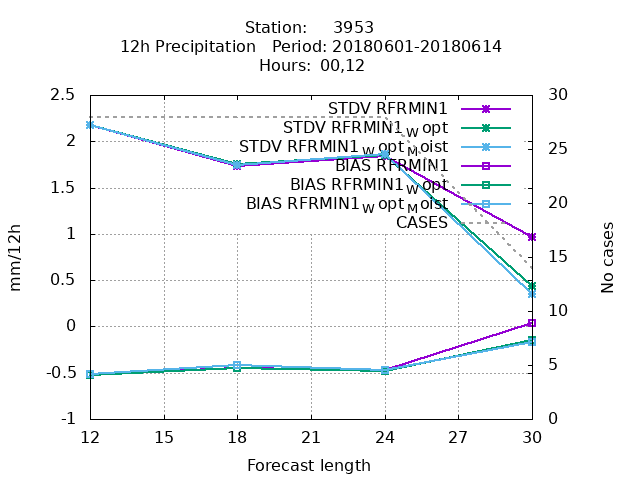 Station: 3953
12h Precipitation Period: 20180601-20180614
Hours: 00,12
2.5
2
1.5
1
0.5
0
-0.5
-1
mm/12h
30
25
20
15
10
5
0
No cases
STDV RFRMIN1
STDV RFRMIN1_W opt
STDV RFRMIN1_W opt_M oist
BIAS RFRMIN1
BIAS RFRMIN1_W opt
BIAS RFRMIN1_W opt_M oist
CASES
12 15 18 21 24 27 30
Forecast length